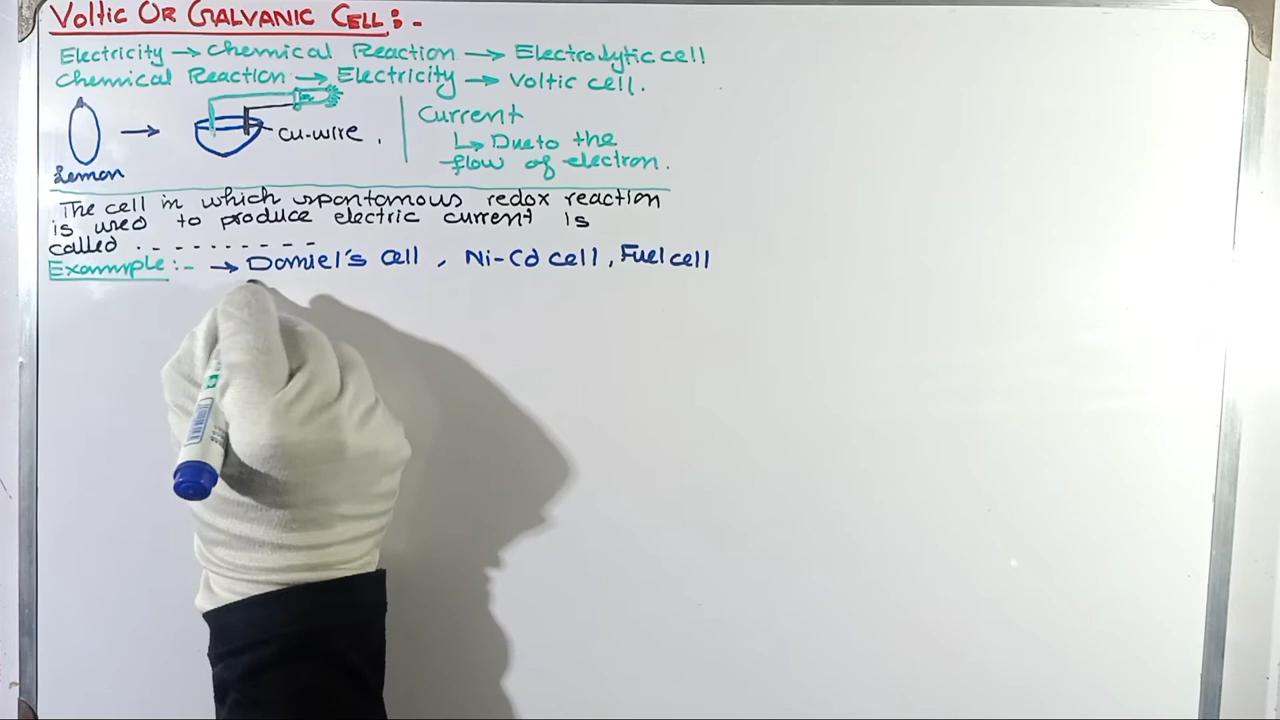 Voltic OR GALVANIC CELL:-
Electricity → Chemical Reaction → Electrolytic cell
Chemical Reaction → Electricity → Voltic cell.
Lemon
cu-wire.
Current
↳ Due to the
flow of electron.
The cell in which spontomous redox reaction
is used to produce electric current is
called ----------
Example:- → Daniel's cell, Ni-Cd cell, Fuel cell